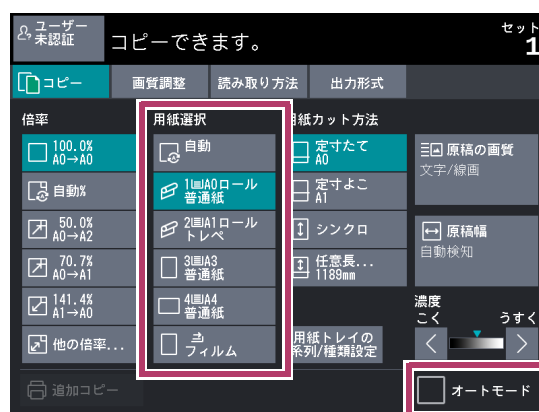 ユーザー
未認証
コピーできます。
セット
1
コピー
画質調整
読み取り方法
出力形式
倍率
100.0%
A0→A0
自動%
50.0%
A0→A2
70.7%
A0→A1
141.4%
A1→A0
他の倍率...
用紙選択
自動
1 A0ロール
普通紙
2 A1ロール
トレペ
3 A3
普通紙
4 A4
普通紙
フィルム
用紙カット方法
定寸たて
A0
定寸よこ
A1
シンクロ
任意長...
1189mm
用紙トレイの
系列/種類設定
原稿の画質
文字/線画
原稿幅
自動検知
濃度
こく うすく
追加コピー
オートモード